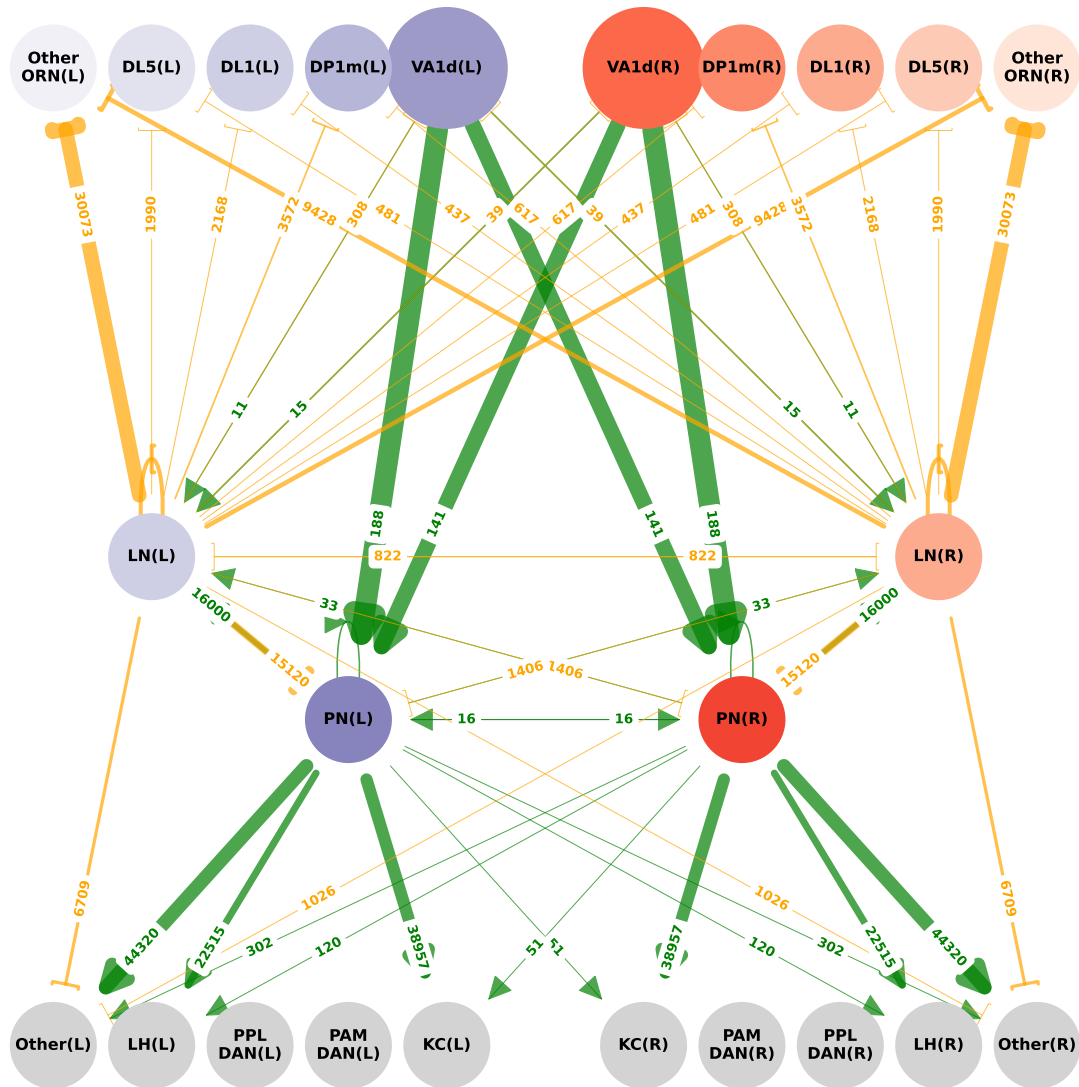 Other
ORN(L)
DL5(L)
DL1(L)
DP1m(L)
VA1d(L)
VA1d(R)
DP1m(R)
DL1(R)
DL5(R)
Other
ORN(R)
30073
1990
2168
3572
9428
308
481
437
39
617
617
39
437
481
308
9428
3572
2168
1990
30073
11
15
15
11
188
141
141
188
LN(L)
822
822
LN(R)
16000
33
33
16000
15120
1406
1406
15120
PN(L)
16
16
PN(R)
6709
1026
1026
6709
44320
22515
302
120
38957
51
51
38957
120
302
22515
44320
Other(L)
LH(L)
PPL
DAN(L)
PAM
DAN(L)
KC(L)
KC(R)
PAM
DAN(R)
PPL
DAN(R)
LH(R)
Other(R)